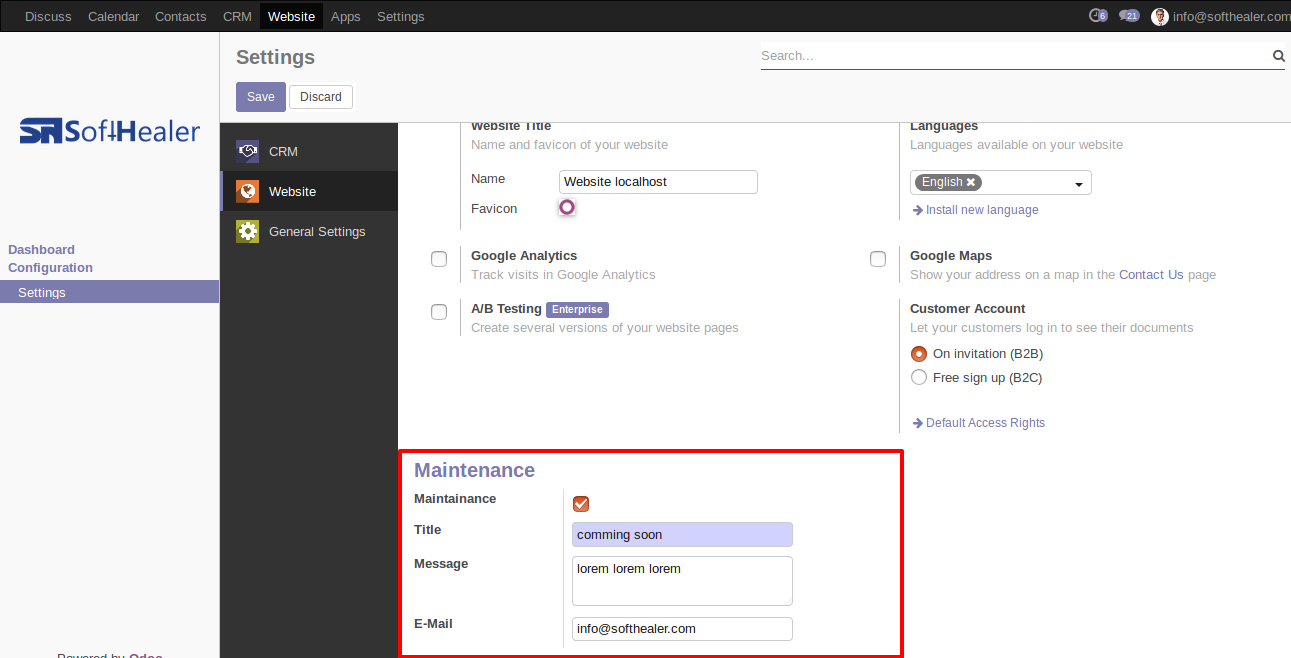 Discuss Calendar Contacts CRM Website Apps Settings 6 21 info@softhealer.com
Settings
Search...
Save Discard
SoftHealer
Dashboard
Configuration
Settings
Powered by Odoo
CRM
Website
General Settings
Website Title
Name and favicon of your website
Name Website localhost
Favicon
Languages
Languages available on your website
English
Install new language
Google Analytics
Track visits in Google Analytics
Google Maps
Show your address on a map in the Contact Us page
A/B Testing Enterprise
Create several versions of your website pages
Customer Account
Let your customers log in to see their documents
On invitation (B2B)
Free sign up (B2C)
Default Access Rights
Maintenance
Maintainance
Title comming soon
Message lorem lorem lorem
E-Mail info@softhealer.com